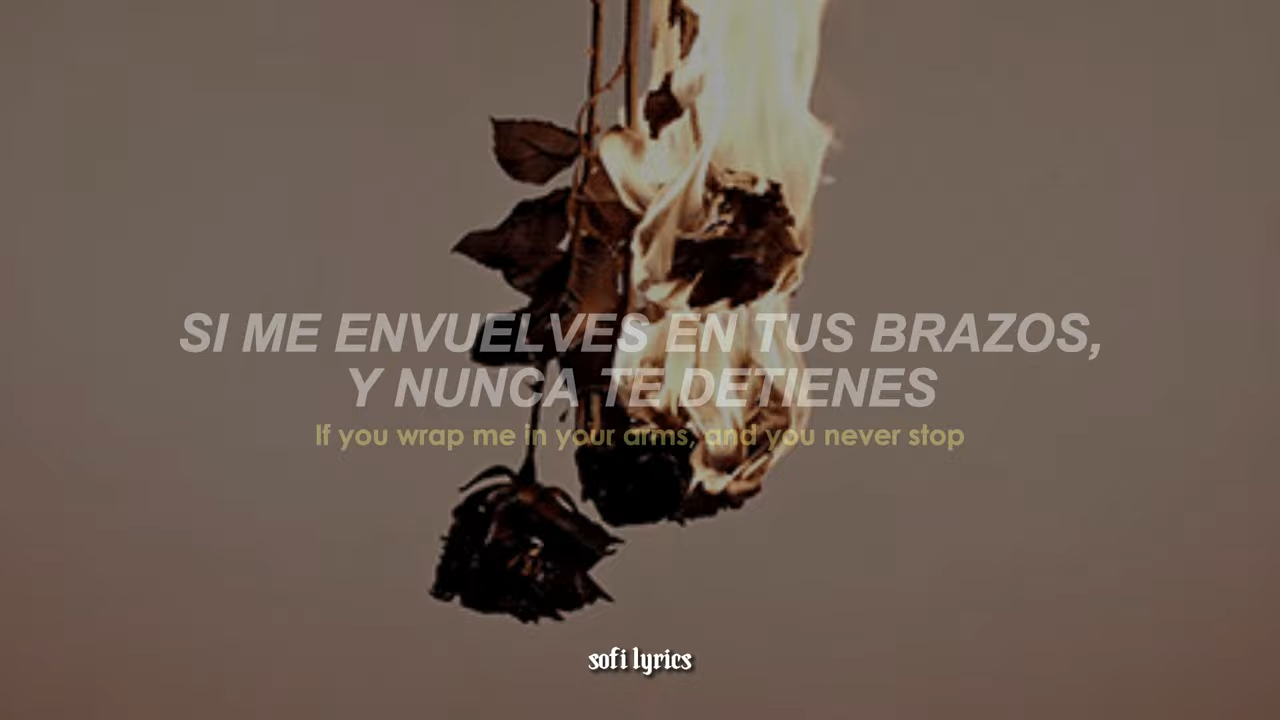 SI ME ENVUELVES EN TUS BRAZOS,
Y NUNCA TE DETIENES
If you wrap me in your arms, and you never stop
sofi lyrics